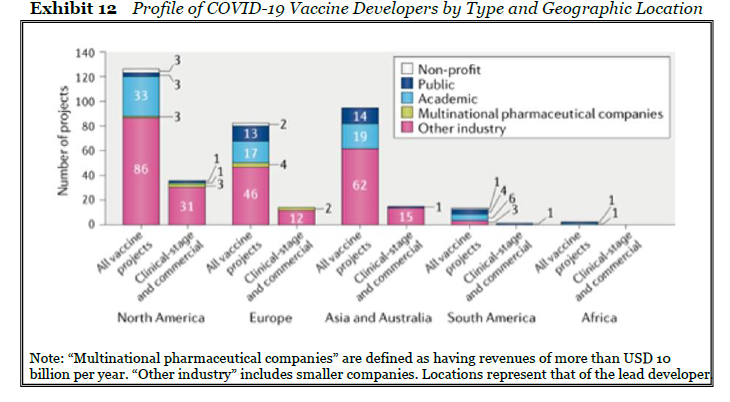 Exhibit 12 Profile of COVID-19 Vaccine Developers by Type and Geographic Location
Number of projects
140
120
100
80
60
40
20
0
Non-profit
Public
Academic
Multinational pharmaceutical companies
Other industry
3
3
33
3
86
1
1
3
31
2
13
17
4
46
2
12
14
19
62
1
15
1
4
6
3
1
1
1
All vaccine projects
Clinical-stage and commercial
All vaccine projects
Clinical-stage and commercial
All vaccine projects
Clinical-stage and commercial
All vaccine projects
Clinical-stage and commercial
All vaccine projects
Clinical-stage and commercial
North America Europe Asia and Australia South America Africa
Note: “Multinational pharmaceutical companies” are defined as having revenues of more than USD 10
billion per year. “Other industry” includes smaller companies. Locations represent that of the lead developer